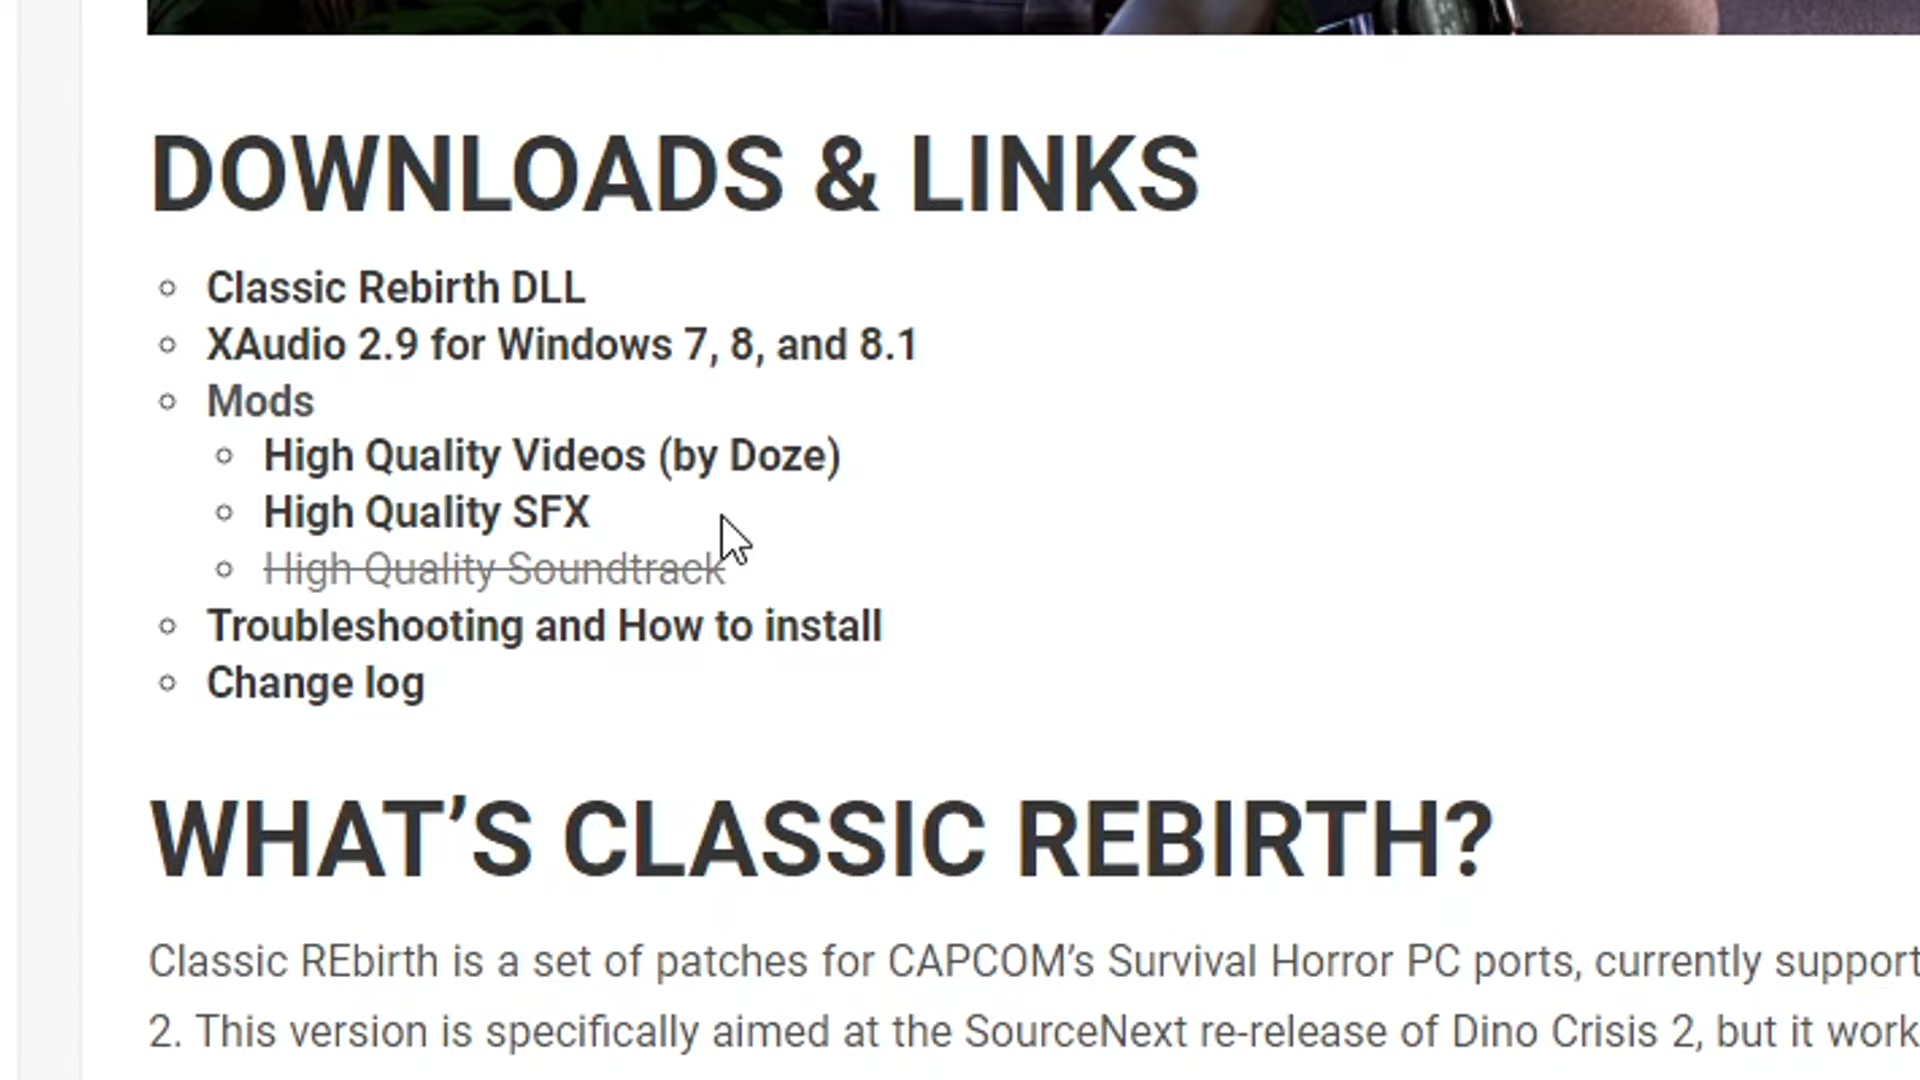 DOWNLOADS & LINKS
Classic Rebirth DLL
XAudio 2.9 for Windows 7, 8, and 8.1
Mods
High Quality Videos (by Doze)
High Quality SFX
High Quality Soundtrack
Troubleshooting and How to install
Change log
WHAT’S CLASSIC REBIRTH?
Classic REbirth is a set of patches for CAPCOM’s Survival Horror PC ports, currently support
2. This version is specifically aimed at the SourceNext re-release of Dino Crisis 2, but it work